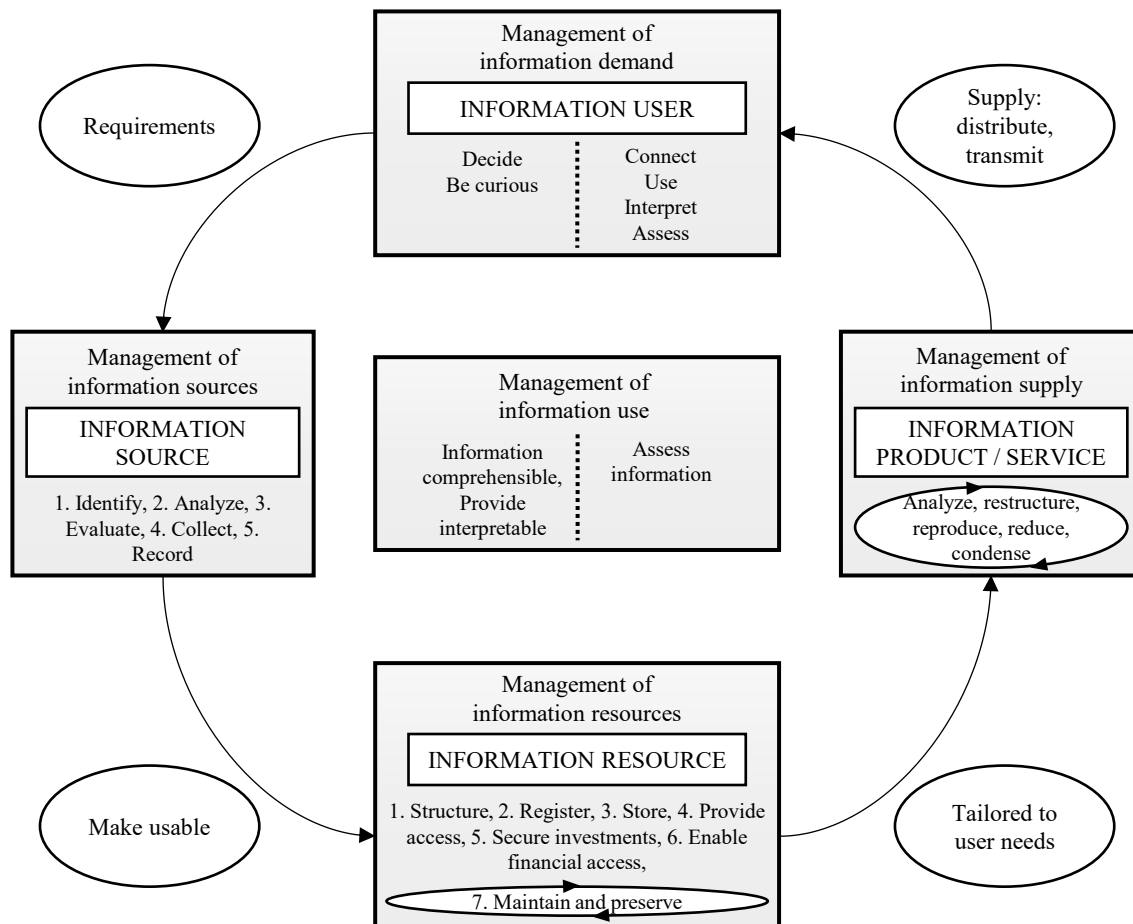 Management of
information demand
INFORMATION USER
Decide
Be curious
Connect
Use
Interpret
Assess
Requirements
Supply:
distribute,
transmit
Management of
information sources
INFORMATION
SOURCE
1. Identify, 2. Analyze, 3.
Evaluate, 4. Collect, 5.
Record
Management of
information use
Information
comprehensible,
Provide
interpretable
Assess
information
Management of
information supply
INFORMATION
PRODUCT / SERVICE
Analyze, restructure,
reproduce, reduce,
condense
Management of
information resources
INFORMATION RESOURCE
1. Structure, 2. Register, 3. Store, 4. Provide
access, 5. Secure investments, 6. Enable
financial access,
7. Maintain and preserve
Make usable
Tailored to
user needs